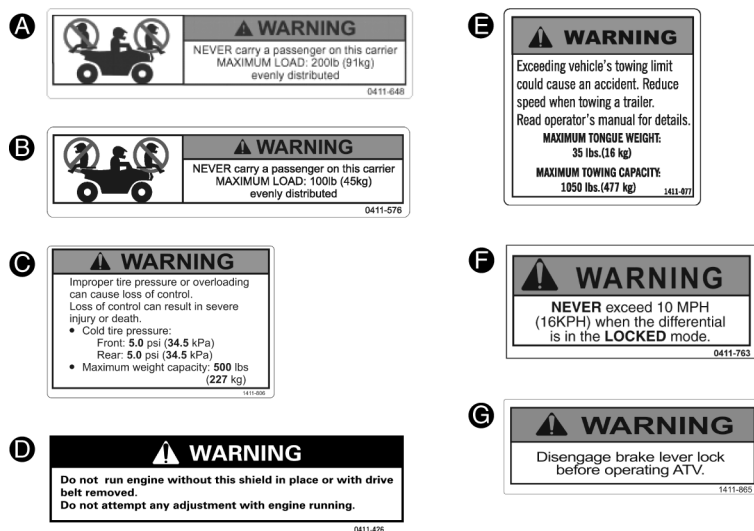 A
WARNING
NEVER carry a passenger on this carrier
MAXIMUM LOAD: 200lb (91kg)
evenly distributed
0411-648
B
WARNING
NEVER carry a passenger on this carrier
MAXIMUM LOAD: 100lb (45kg)
evenly distributed
0411-576
C
WARNING
Improper tire pressure or overloading
can cause loss of control.
Loss of control can result in severe
injury or death.
• Cold tire pressure:
Front: 5.0 psi (34.5 kPa)
Rear: 5.0 psi (34.5 kPa)
• Maximum weight capacity: 500 lbs
(227 kg)
1411-806
D
WARNING
Do not run engine without this shield in place or with drive
belt removed.
Do not attempt any adjustment with engine running.
0411-426
E
WARNING
Exceeding vehicle's towing limit
could cause an accident. Reduce
speed when towing a trailer.
Read operator's manual for details.
MAXIMUM TONGUE WEIGHT:
35 lbs.(16 kg)
MAXIMUM TOWING CAPACITY:
1050 lbs.(477 kg)
1411-077
F
WARNING
NEVER exceed 10 MPH
(16KPH) when the differential
is in the LOCKED mode.
0411-763
G
WARNING
Disengage brake lever lock
before operating ATV.
1411-865